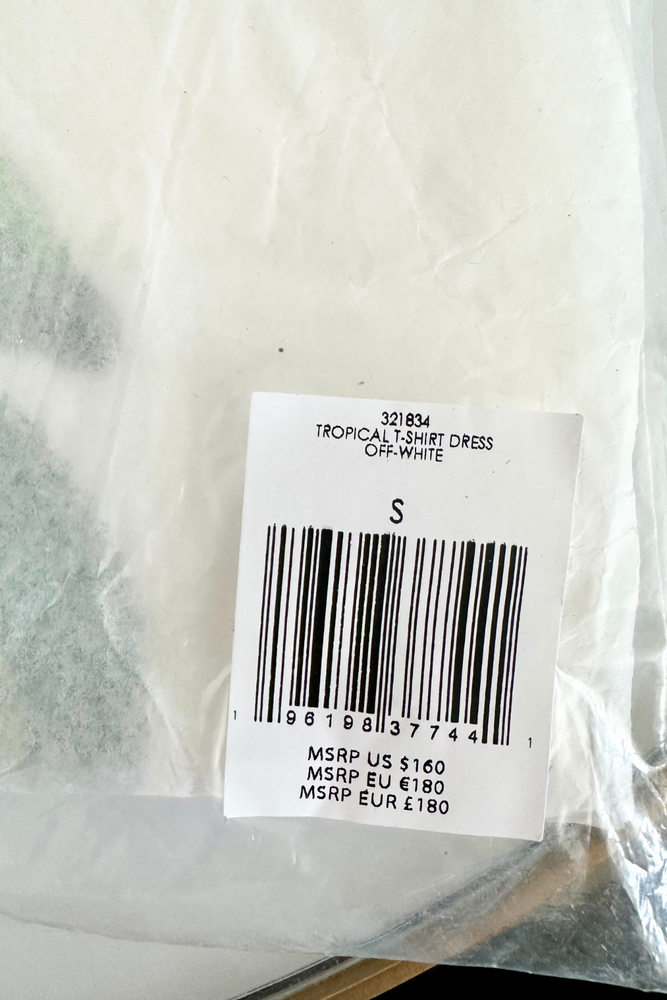 321834
TROPICAL T-SHIRT DRESS
OFF-WHITE
S
1 96198 37744 1
MSRP US $160
MSRP EU €180
MSRP EUR £180